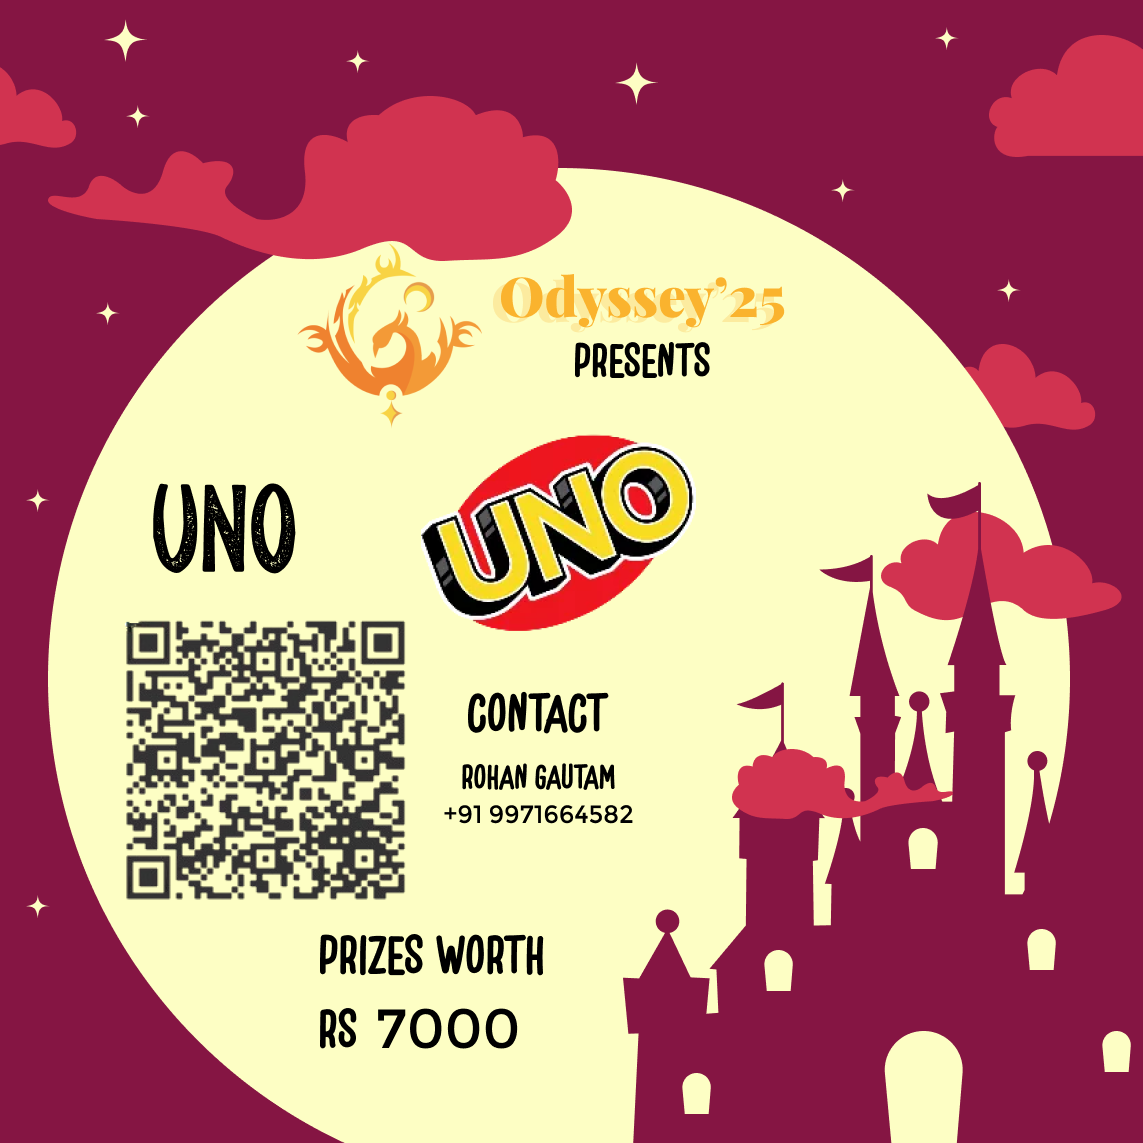 Odyssey'25
PRESENTS
UNO
UNO
CONTACT
ROHAN GAUTAM
+91 9971664582
PRIZES WORTH
RS 7000